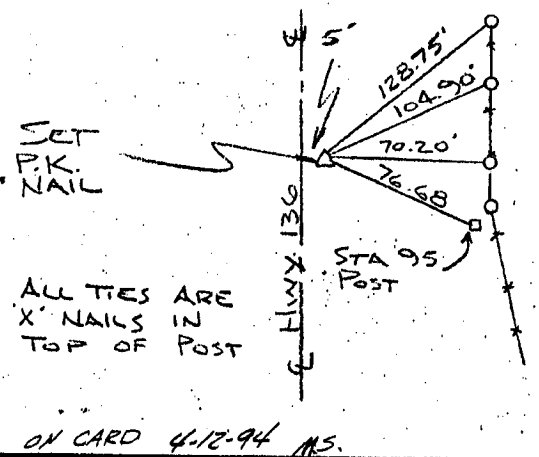 ℄ 5'
128.75'
104.90'
70.20'
76.68
SET
P.K.
NAIL
Hwy 136
STA 95
POST
ALL TIES ARE
'X' NAILS IN
TOP OF POST
℄
ON CARD 4-12-94 MS.